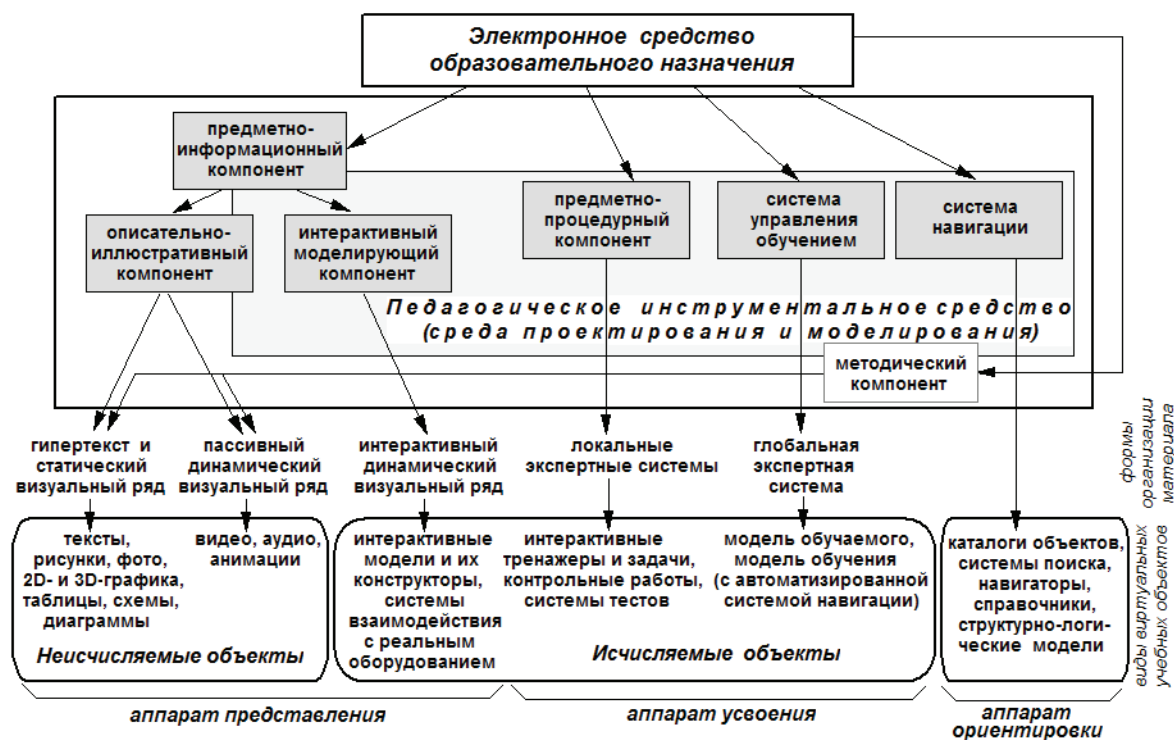 Электронное средство
образовательного назначения
предметно-
информационный
компонент
предметно-
процедурный
компонент
система
управления
обучением
система
навигации
описательно-
иллюстративный
компонент
интерактивный
моделирующий
компонент
Педагогическое инструментальное средство
(среда проектирования и моделирования)
методический
компонент
гипертекст и
статический
визуальный ряд
пассивный
динамический
визуальный ряд
интерактивный
динамический
визуальный ряд
локальные
экспертные системы
глобальная
экспертная
система
формы
организации
материала
тексты,
рисунки, фото,
2D- и 3D-графика,
таблицы, схемы,
диаграммы
видео, аудио,
анимации
Неисчисляемые объекты
интерактивные
модели и их
конструкторы,
системы
взаимодействия
с реальным
оборудованием
интерактивные
тренажеры и задачи,
контрольные работы,
системы тестов
модель обучаемого,
модель обучения
(с автоматизированной
системой навигации)
Исчисляемые объекты
каталоги объектов,
системы поиска,
навигаторы,
справочники,
структурно-логи-
ческие модели
виды виртуальных
учебных объектов
аппарат представления
аппарат усвоения
аппарат
ориентировки